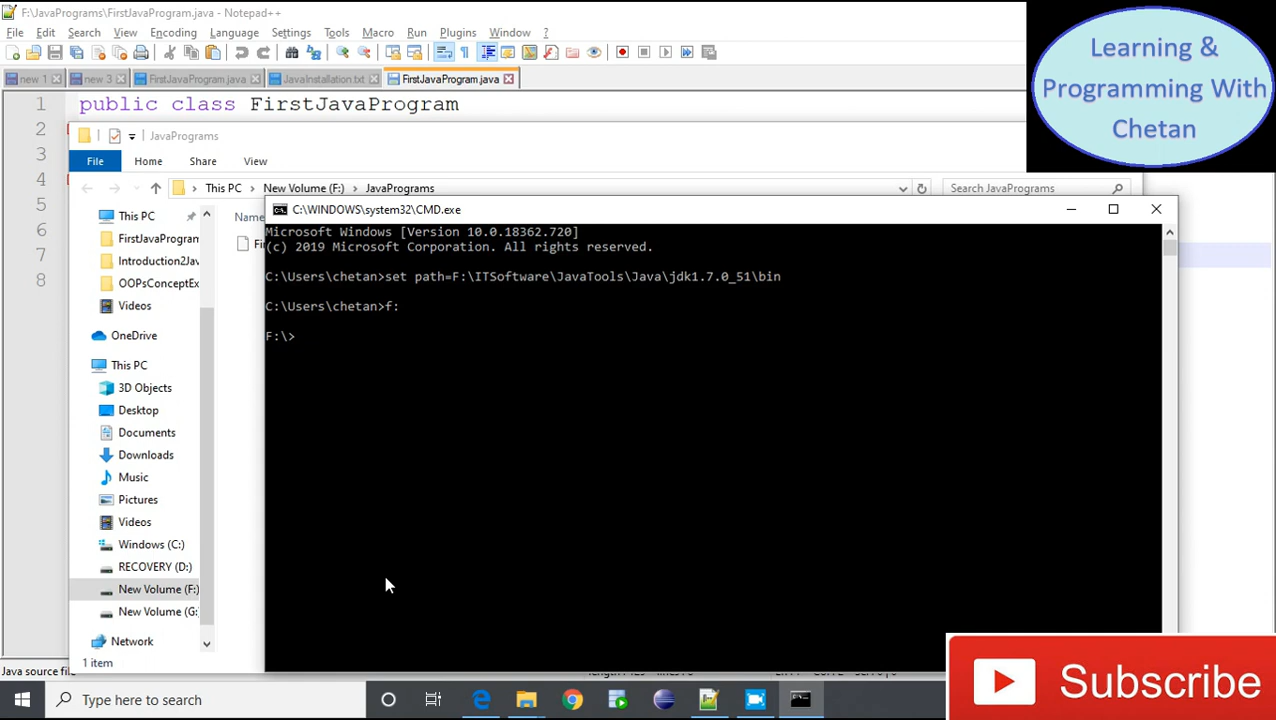 F:\JavaPrograms\FirstJavaProgram.java - Notepad++
File Edit Search View Encoding Language Settings Tools Macro Run Plugins Window ?
new 1 new 3 FirstJavaProgram.java JavaInstallation.txt FirstJavaProgram.java
1 public class FirstJavaProgram
2
3
4
5
6
7
8
JavaPrograms
File Home Share View
This PC New Volume (F:) JavaPrograms
Search JavaPrograms
Name
This PC
FirstJavaProgram
Introduction2Jav
OOPsConceptEx
Videos
OneDrive
This PC
3D Objects
Desktop
Documents
Downloads
Music
Pictures
Videos
Windows (C:)
RECOVERY (D:)
New Volume (F:)
New Volume (G:
Network
1 item
Java source file
C:\WINDOWS\system32\CMD.exe
Microsoft Windows [Version 10.0.18362.720]
(c) 2019 Microsoft Corporation. All rights reserved.
C:\Users\chetan>set path=F:\ITSoftware\JavaTools\Java\jdk1.7.0_51\bin
C:\Users\chetan>f:
F:\>
Learning &
Programming With
Chetan
Subscribe
Type here to search